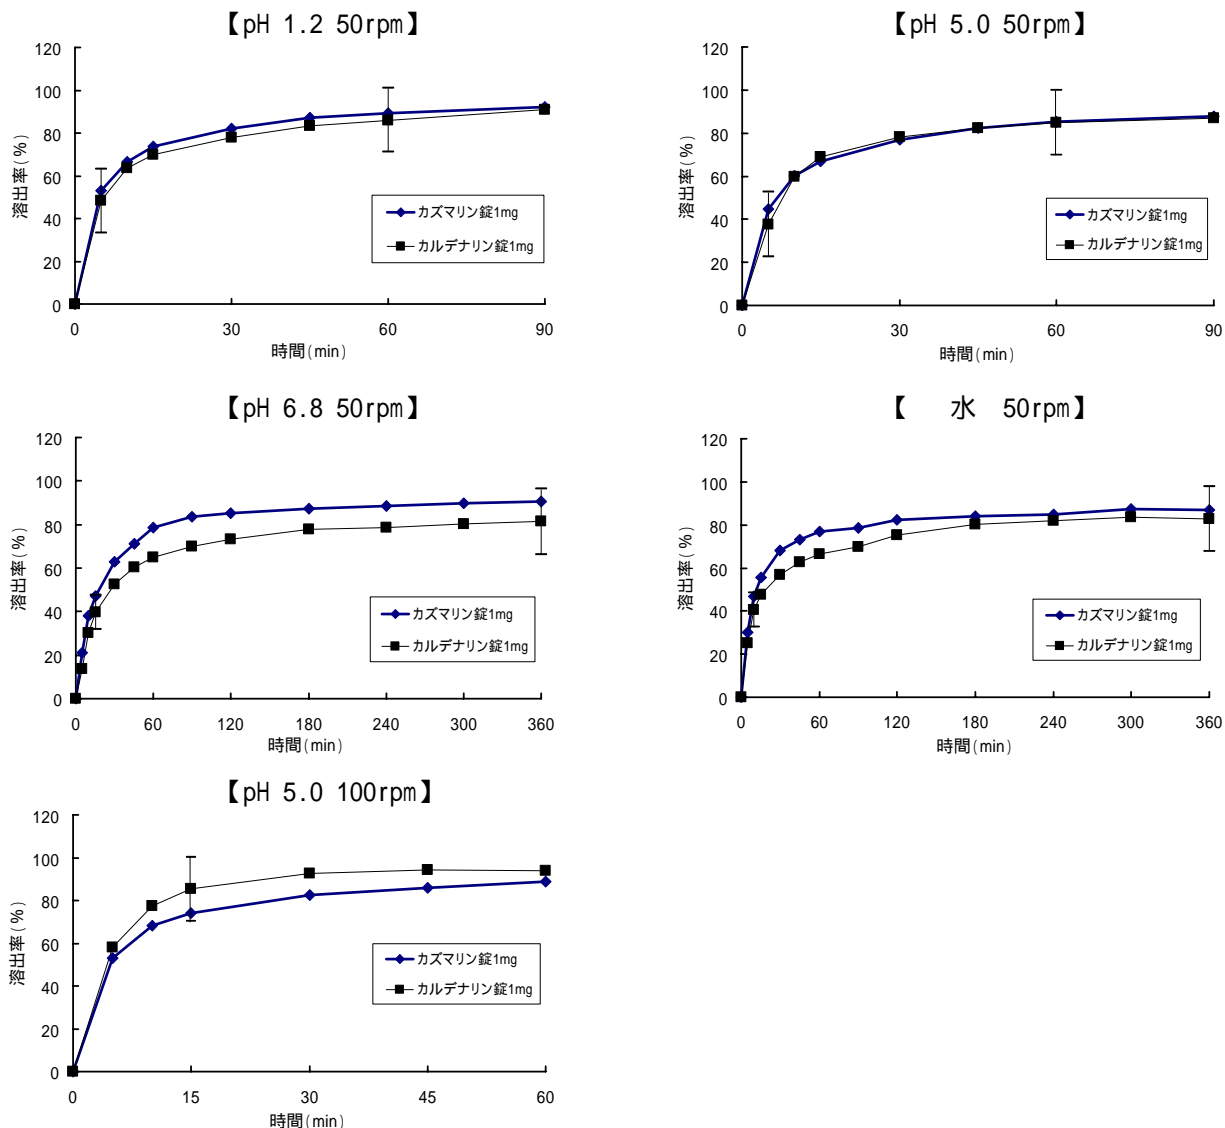 【pH 1.2 50rpm】
120
100
80
60
40
20
0
溶出率(%)
0 30 60 90
時間(min)
カズマリン錠1mg
カルデナリン錠1mg
【pH 5.0 50rpm】
120
100
80
60
40
20
0
溶出率(%)
0 30 60 90
時間(min)
カズマリン錠1mg
カルデナリン錠1mg
【pH 6.8 50rpm】
120
100
80
60
40
20
0
溶出率(%)
0 60 120 180 240 300 360
時間(min)
カズマリン錠1mg
カルデナリン錠1mg
【 水 50rpm】
120
100
80
60
40
20
0
溶出率(%)
0 60 120 180 240 300 360
時間(min)
カズマリン錠1mg
カルデナリン錠1mg
【pH 5.0 100rpm】
120
100
80
60
40
20
0
溶出率(%)
0 15 30 45 60
時間(min)
カズマリン錠1mg
カルデナリン錠1mg